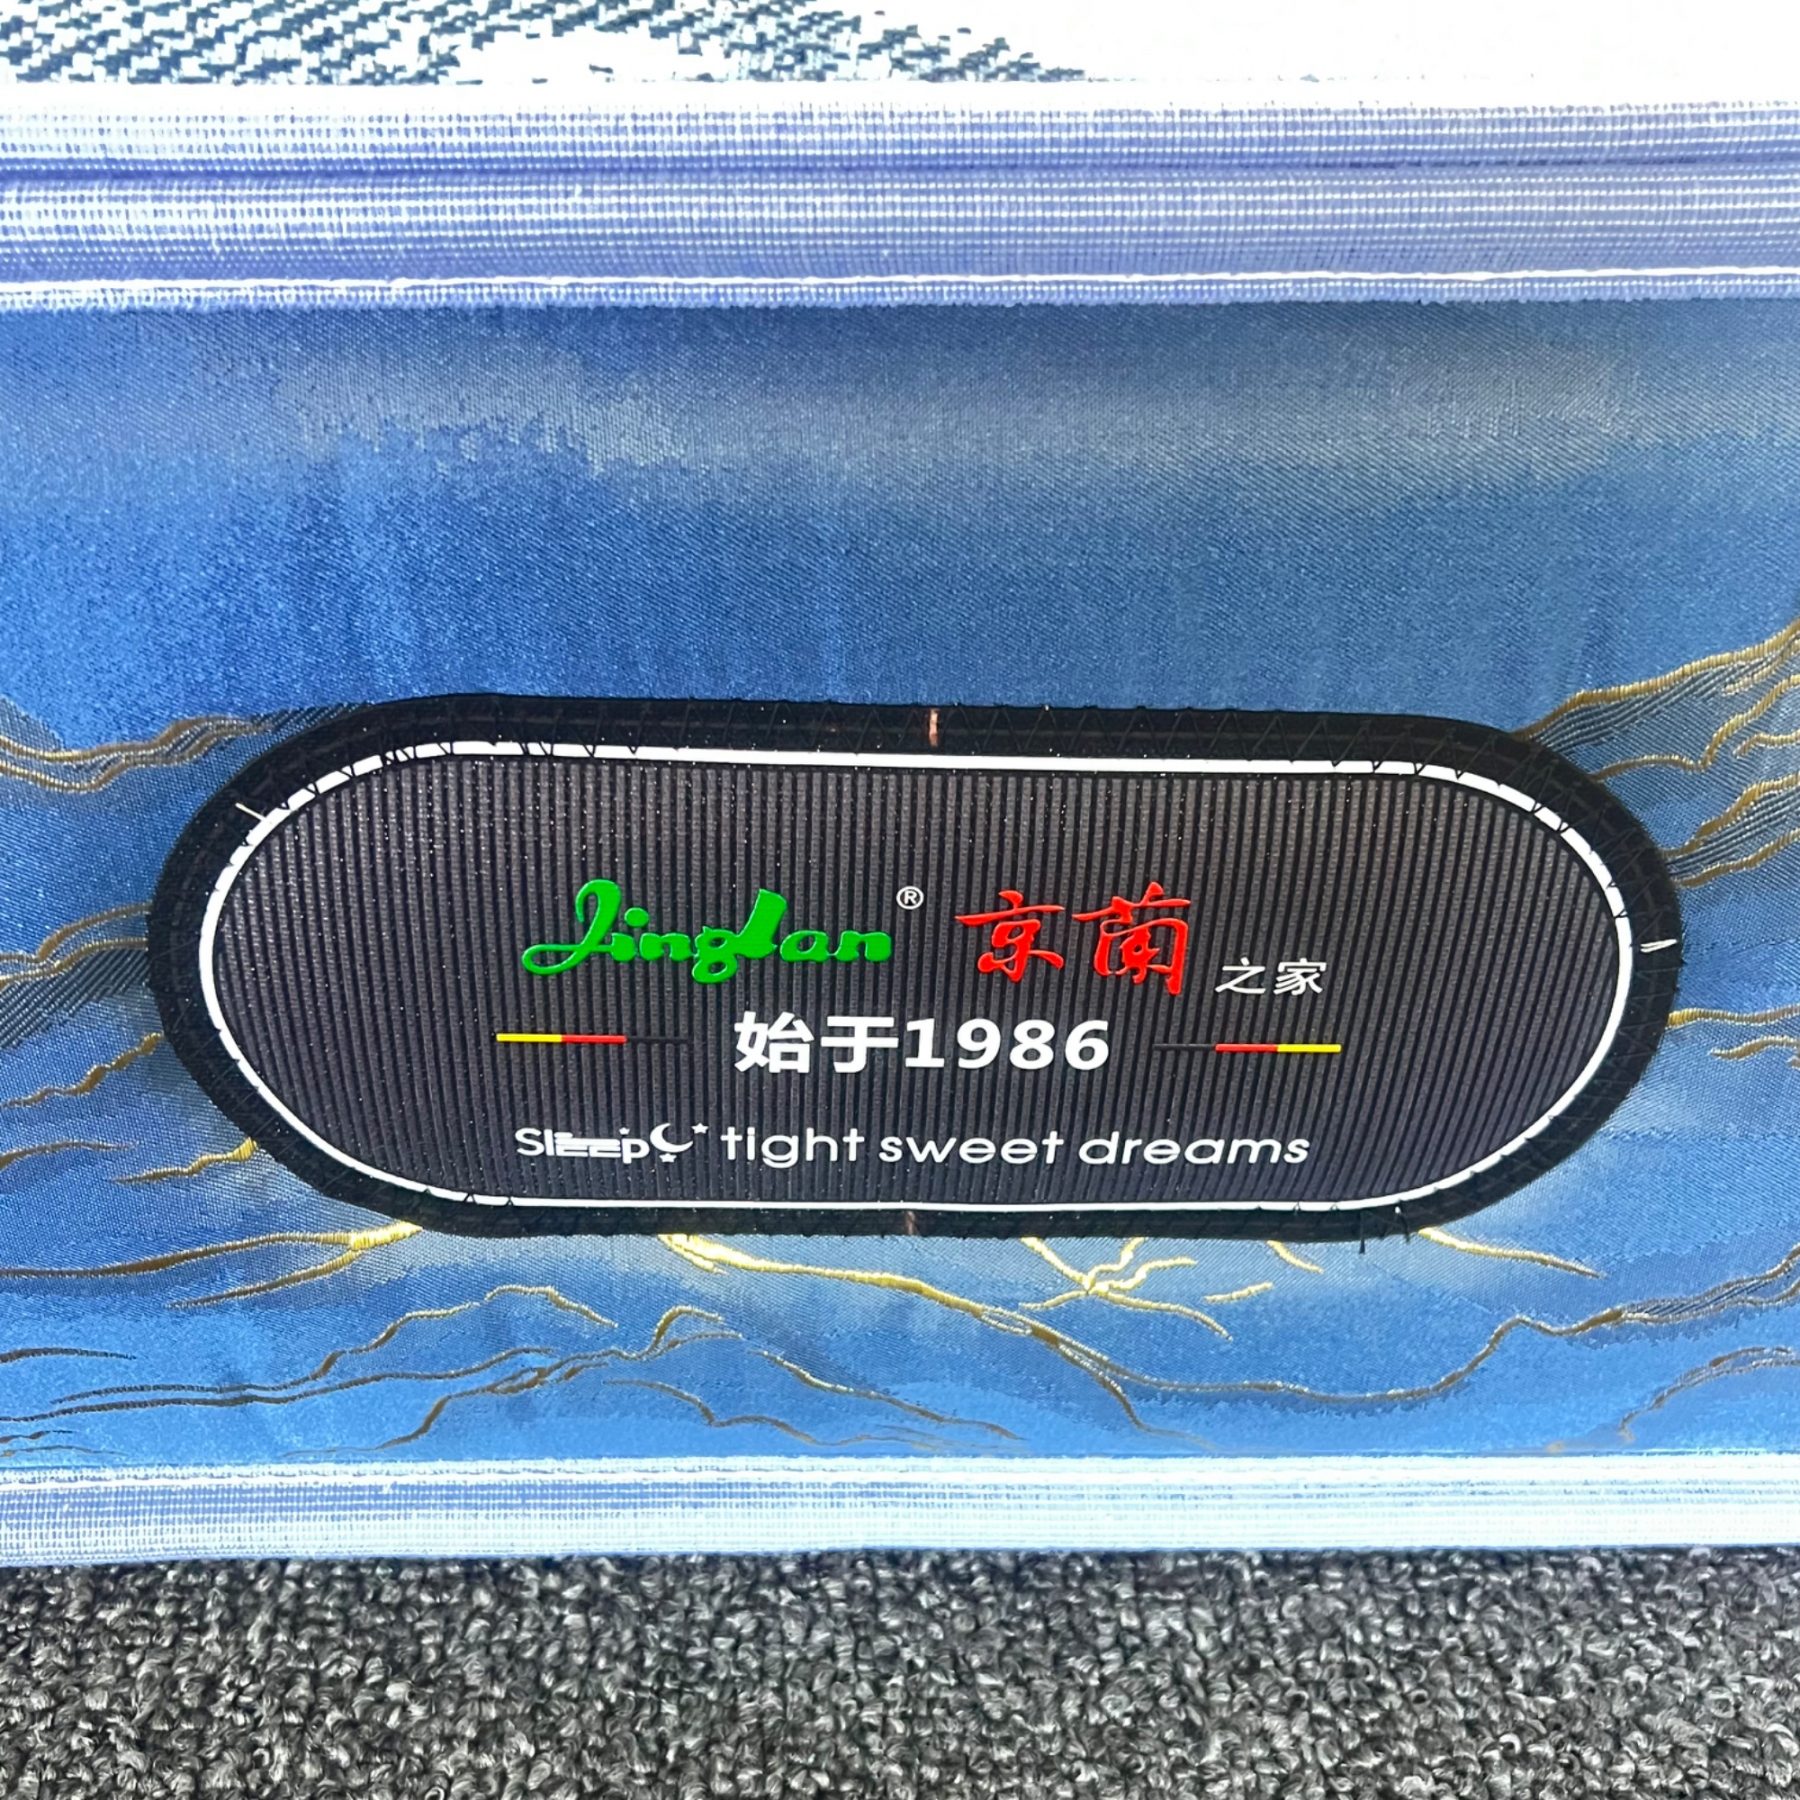 Jinglan® 京蘭之家
始于1986
Sleep tight sweet dreams